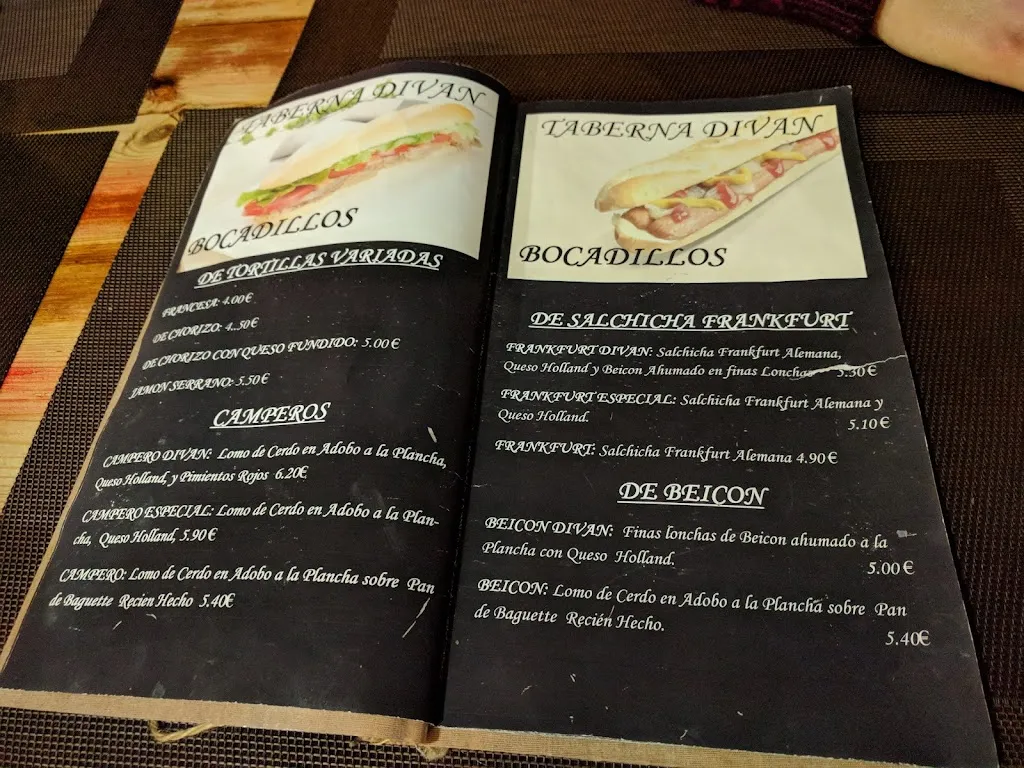 TABERNA DIVAN
BOCADILLOS
DE TORTILLAS VARIADAS
FRANCESA: 4.00€
DE CHORIZO: 4..50€
DE CHORIZO CON QUESO FUNDIDO: 5.00€
JAMON SERRANO: 5.50€
CAMPEROS
CAMPERO DIVAN: Lomo de Cerdo en Adobo a la Plancha,
Queso Holland, y Pimientos Rojos 6.20€
CAMPERO ESPECIAL: Lomo de Cerdo en Adobo a la Plan-
cha, Queso Holland, 5.90€
CAMPERO: Lomo de Cerdo en Adobo a la Plancha sobre Pan
de Baguette Recien Hecho 5.40€
TABERNA DIVAN
BOCADILLOS
DE SALCHICHA FRANKFURT
FRANKFURT DIVAN: Salchicha Frankfurt Alemana,
Queso Holland y Beicon Ahumado en finas Lonchas 5.30€
FRANKFURT ESPECIAL: Salchicha Frankfurt Alemana y
Queso Holland. 5.10€
FRANKFURT: Salchicha Frankfurt Alemana 4.90€
DE BEICON
BEICON DIVAN: Finas lonchas de Beicon ahumado a la
Plancha con Queso Holland. 5.00€
BEICON: Lomo de Cerdo en Adobo a la Plancha sobre Pan
de Baguette Recién Hecho. 5.40€